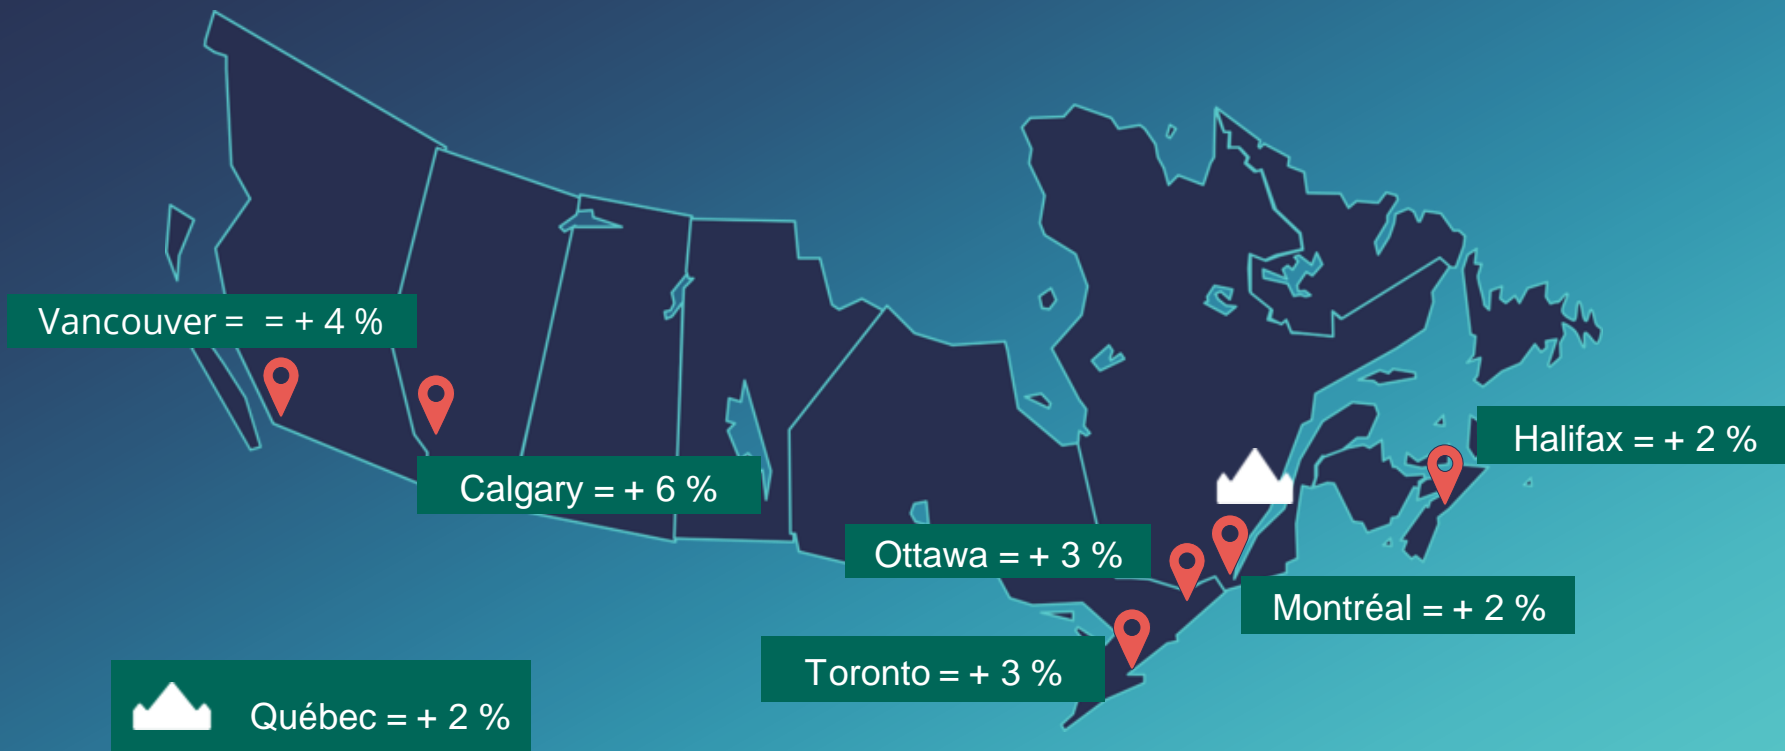 Vancouver = = + 4 %
Halifax = + 2 %
Calgary = + 6 %
Ottawa = + 3 %
Montréal = + 2 %
Toronto = + 3 %
Québec = + 2 %